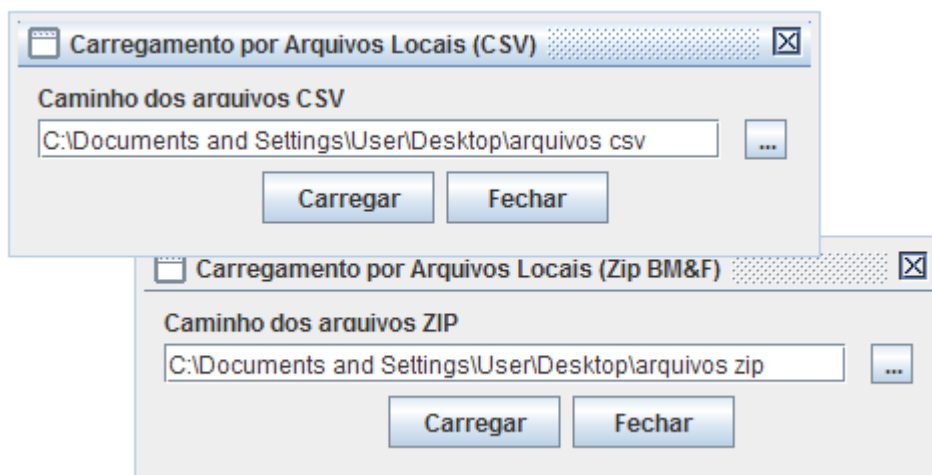 Carregamento por Arquivos Locais (CSV)
Caminho dos arquivos CSV
C:\Documents and Settings\User\Desktop\arquivos csv
...
Carregar Fechar
Carregamento por Arquivos Locais (Zip BM&F)
Caminho dos arquivos ZIP
C:\Documents and Settings\User\Desktop\arquivos zip
...
Carregar Fechar